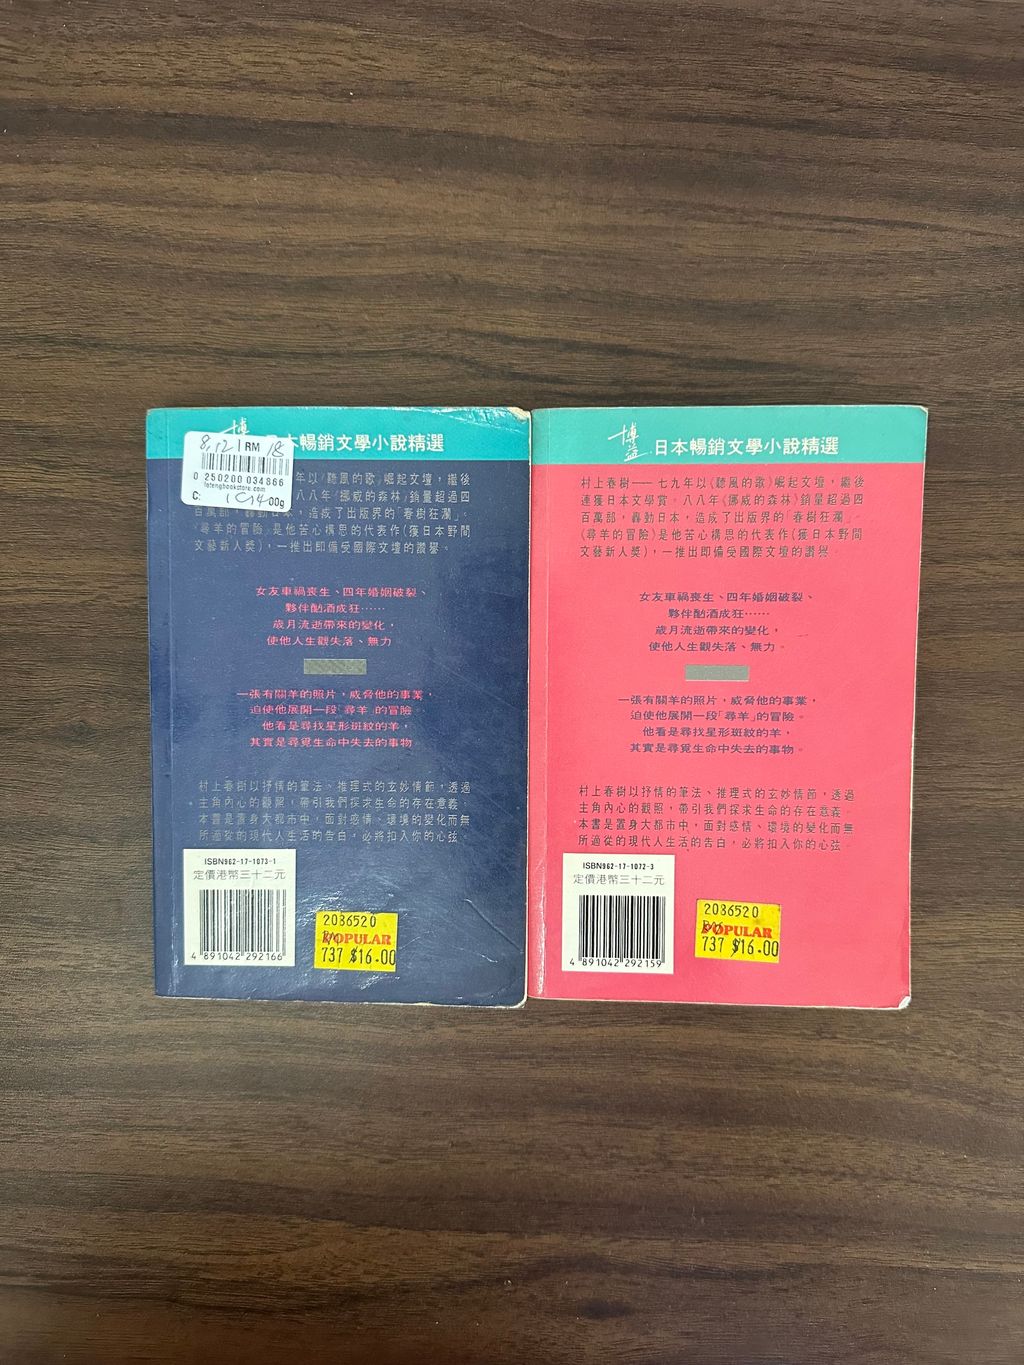 8,121 RM 18
0 250200 034866
lotengbookstore.com
C:
00g
本暢銷文學小說精選
年以《聽風的歌》崛起文壇，繼後
八八年《挪威的森林》銷量超過四
百萬部，轟動日本，造成了出版界的「春樹狂瀾」。
《尋羊的冒險》是他苦心構思的代表作(獲日本野間
文藝新人獎)，一推出即備受國際文壇的讚譽。
女友車禍喪生、四年婚姻破裂、
夥伴酗酒成狂……
歲月流逝帶來的變化，
使他人生觀失落、無力。
一張有關羊的照片，威脅他的事業，
迫使他展開一段「尋羊」的冒險。
他看是尋找星形斑紋的羊，
其實是尋覓生命中失去的事物。
村上春樹以抒情的筆法、推理式的玄妙情節，透過
主角內心的觀照，帶引我們探求生命的存在意義。
本書是置身大都市中，面對感情、環境的變化而無
所適從的現代人生活的告白，必將扣入你的心弦。
ISBN962-17-1073-1
定價港幣三十二元
4 891042 292166
2036520
POPULAR
737 $16.00
博益
日本暢銷文學小說精選
村上春樹——七九年以《聽風的歌》崛起文壇，繼後
連獲日本文學賞。八八年《挪威的森林》銷量超過四
百萬部，轟動日本，造成了出版界的「春樹狂瀾」。
《尋羊的冒險》是他苦心構思的代表作(獲日本野間
文藝新人獎)，一推出即備受國際文壇的讚譽。
女友車禍喪生、四年婚姻破裂、
夥伴酗酒成狂……
歲月流逝帶來的變化，
使他人生觀失落、無力。
一張有關羊的照片，威脅他的事業，
迫使他展開一段「尋羊」的冒險。
他看是尋找星形斑紋的羊，
其實是尋覓生命中失去的事物。
村上春樹以抒情的筆法、推理式的玄妙情節，透過
主角內心的觀照，帶引我們探求生命的存在意義。
本書是置身大都市中，面對感情、環境的變化而無
所適從的現代人生活的告白，必將扣入你的心弦。
ISBN962-17-1072-3
定價港幣三十二元
4 891042 292159
2036520
POPULAR
737 $16.00